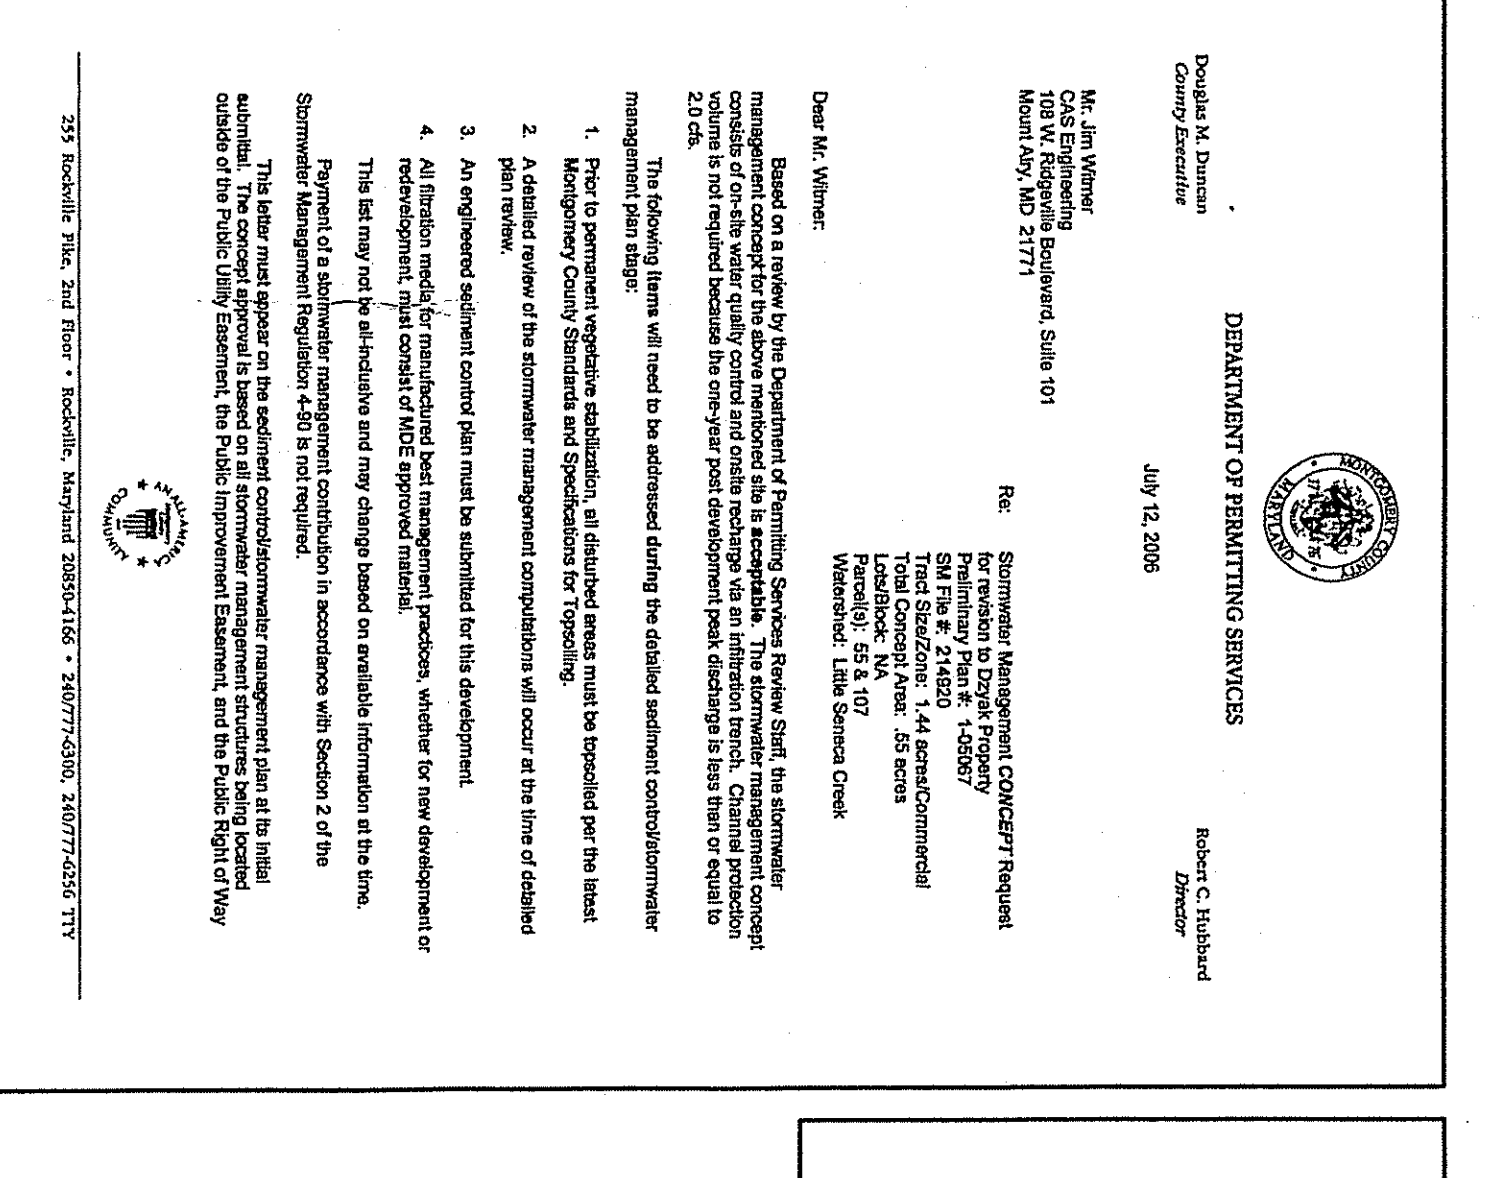 MONTGOMERY COUNTY
17 76
MARYLAND
DEPARTMENT OF PERMITTING SERVICES
Douglas M. Duncan
County Executive
Robert C. Hubbard
Director
July 12, 2006
Mr. Jim Witmer
CAS Engineering
108 W. Ridgeville Boulevard, Suite 101
Mount Airy, MD 21771
Re: Stormwater Management CONCEPT Request
for revision to Dzyak Property
Preliminary Plan #: 1-05067
SM File #: 214920
Tract Size/Zone: 1.44 acres/Commercial
Total Concept Area: .55 acres
Lots/Block: NA
Parcel(s): 55 & 107
Watershed: Little Seneca Creek
Dear Mr. Witmer:
Based on a review by the Department of Permitting Services Review Staff, the stormwater
management concept for the above mentioned site is acceptable. The stormwater management concept
consists of on-site water quality control and onsite recharge via an infiltration trench. Channel protection
volume is not required because the one-year post development peak discharge is less than or equal to
2.0 cfs.
The following items will need to be addressed during the detailed sediment control/stormwater
management plan stage:
1. Prior to permanent vegetative stabilization, all disturbed areas must be topsoiled per the latest
Montgomery County Standards and Specifications for Topsoiling.
2. A detailed review of the stormwater management computations will occur at the time of detailed
plan review.
3. An engineered sediment control plan must be submitted for this development.
4. All filtration media for manufactured best management practices, whether for new development or
redevelopment, must consist of MDE approved material.
This list may not be all-inclusive and may change based on available information at the time.
Payment of a stormwater management contribution in accordance with Section 2 of the
Stormwater Management Regulation 4-90 is not required.
This letter must appear on the sediment control/stormwater management plan at its initial
submittal. The concept approval is based on all stormwater management structures being located
outside of the Public Utility Easement, the Public Improvement Easement, and the Public Right of Way
AN ALL-AMERICA
COMMUNITY
255 Rockville Pike, 2nd Floor • Rockville, Maryland 20850-4166 • 240/777-6300, 240/777-6256 TTY